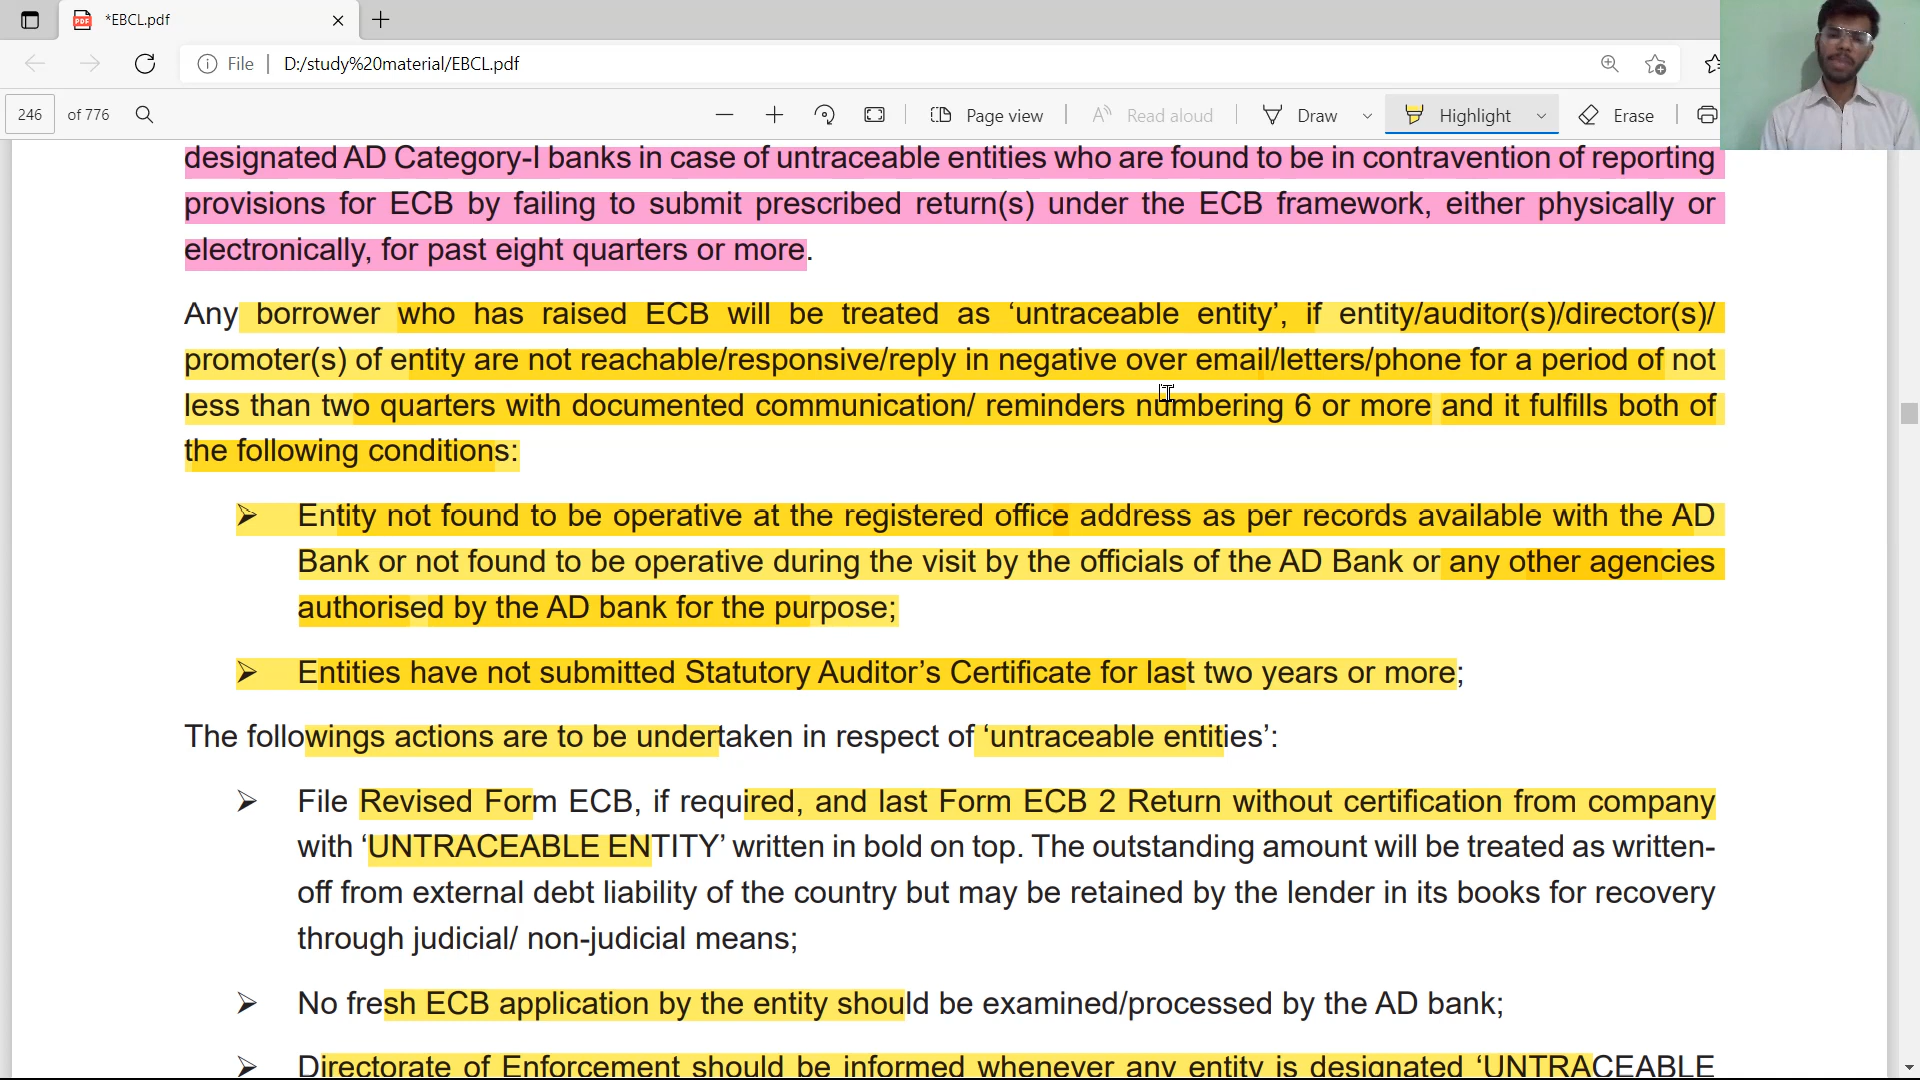 *EBCL.pdf
File D:/study%20material/EBCL.pdf
246 of 776 Page view Read aloud Draw Highlight Erase
designated AD Category-I banks in case of untraceable entities who are found to be in contravention of reporting
provisions for ECB by failing to submit prescribed return(s) under the ECB framework, either physically or
electronically, for past eight quarters or more.
Any borrower who has raised ECB will be treated as ‘untraceable entity’, if entity/auditor(s)/director(s)/
promoter(s) of entity are not reachable/responsive/reply in negative over email/letters/phone for a period of not
less than two quarters with documented communication/ reminders numbering 6 or more and it fulfills both of
the following conditions:
➢ Entity not found to be operative at the registered office address as per records available with the AD
Bank or not found to be operative during the visit by the officials of the AD Bank or any other agencies
authorised by the AD bank for the purpose;
➢ Entities have not submitted Statutory Auditor’s Certificate for last two years or more;
The followings actions are to be undertaken in respect of ‘untraceable entities’:
➢ File Revised Form ECB, if required, and last Form ECB 2 Return without certification from company
with ‘UNTRACEABLE ENTITY’ written in bold on top. The outstanding amount will be treated as written-
off from external debt liability of the country but may be retained by the lender in its books for recovery
through judicial/ non-judicial means;
➢ No fresh ECB application by the entity should be examined/processed by the AD bank;
➢ Directorate of Enforcement should be informed whenever any entity is designated ‘UNTRACEABLE